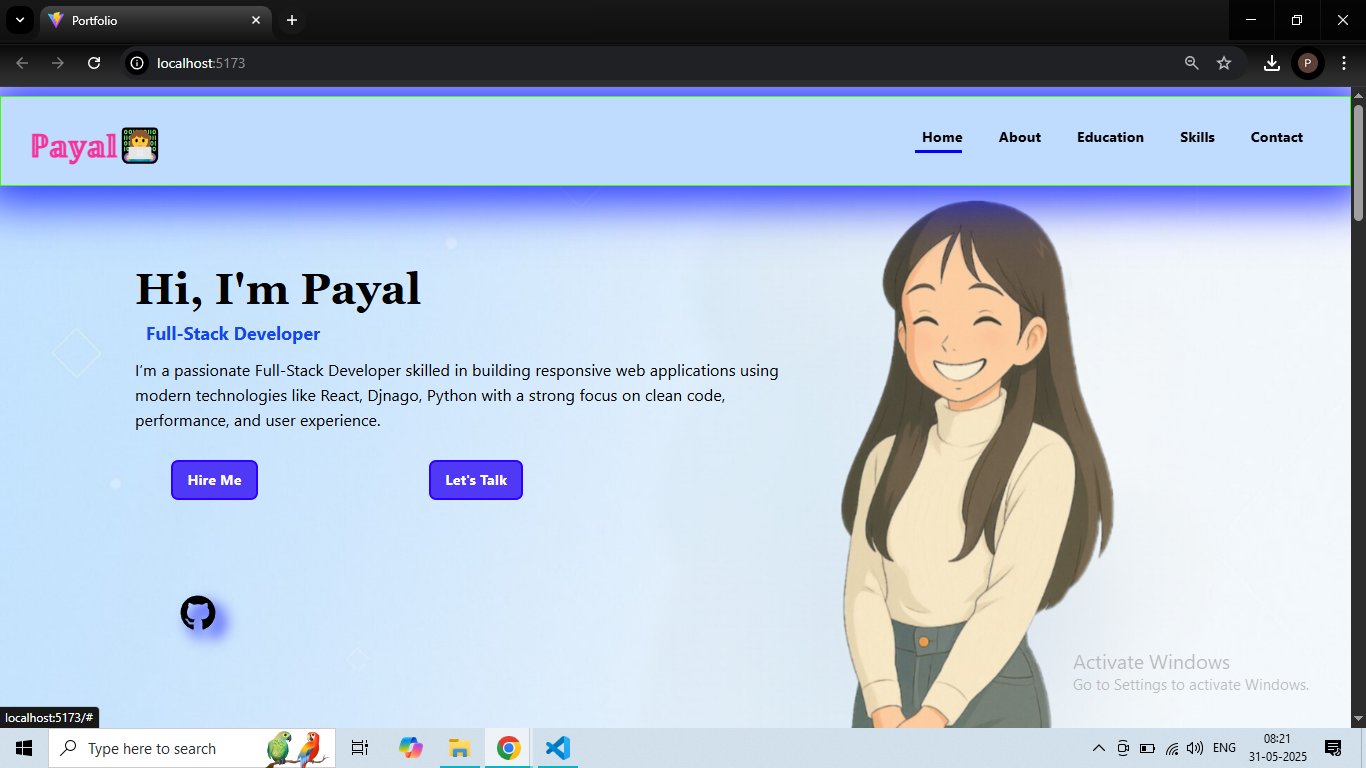 Portfolio
localhost:5173
P
Payal
Home About Education Skills Contact
Hi, I'm Payal
Full-Stack Developer
I'm a passionate Full-Stack Developer skilled in building responsive web applications using
modern technologies like React, Djnago, Python with a strong focus on clean code,
performance, and user experience.
Hire Me Let's Talk
Activate Windows
Go to Settings to activate Windows.
localhost:5173/#
Type here to search
ENG
08:21
31-05-2025